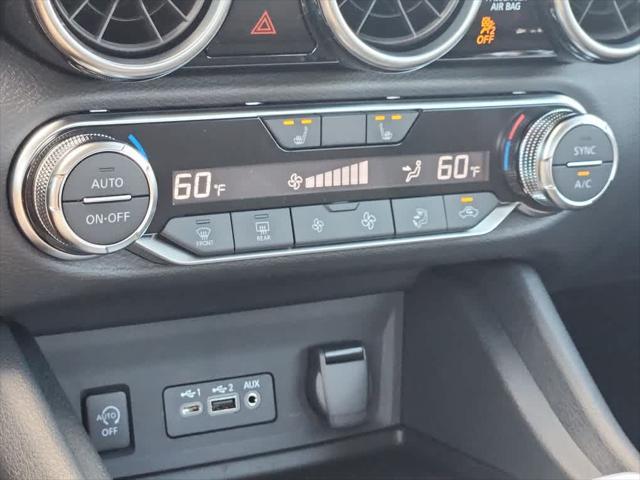 AIR BAG
OFF
AUTO
ON·OFF
60°F
60°F
SYNC
A/C
FRONT
REAR
1
2
AUX
AUTO
OFF